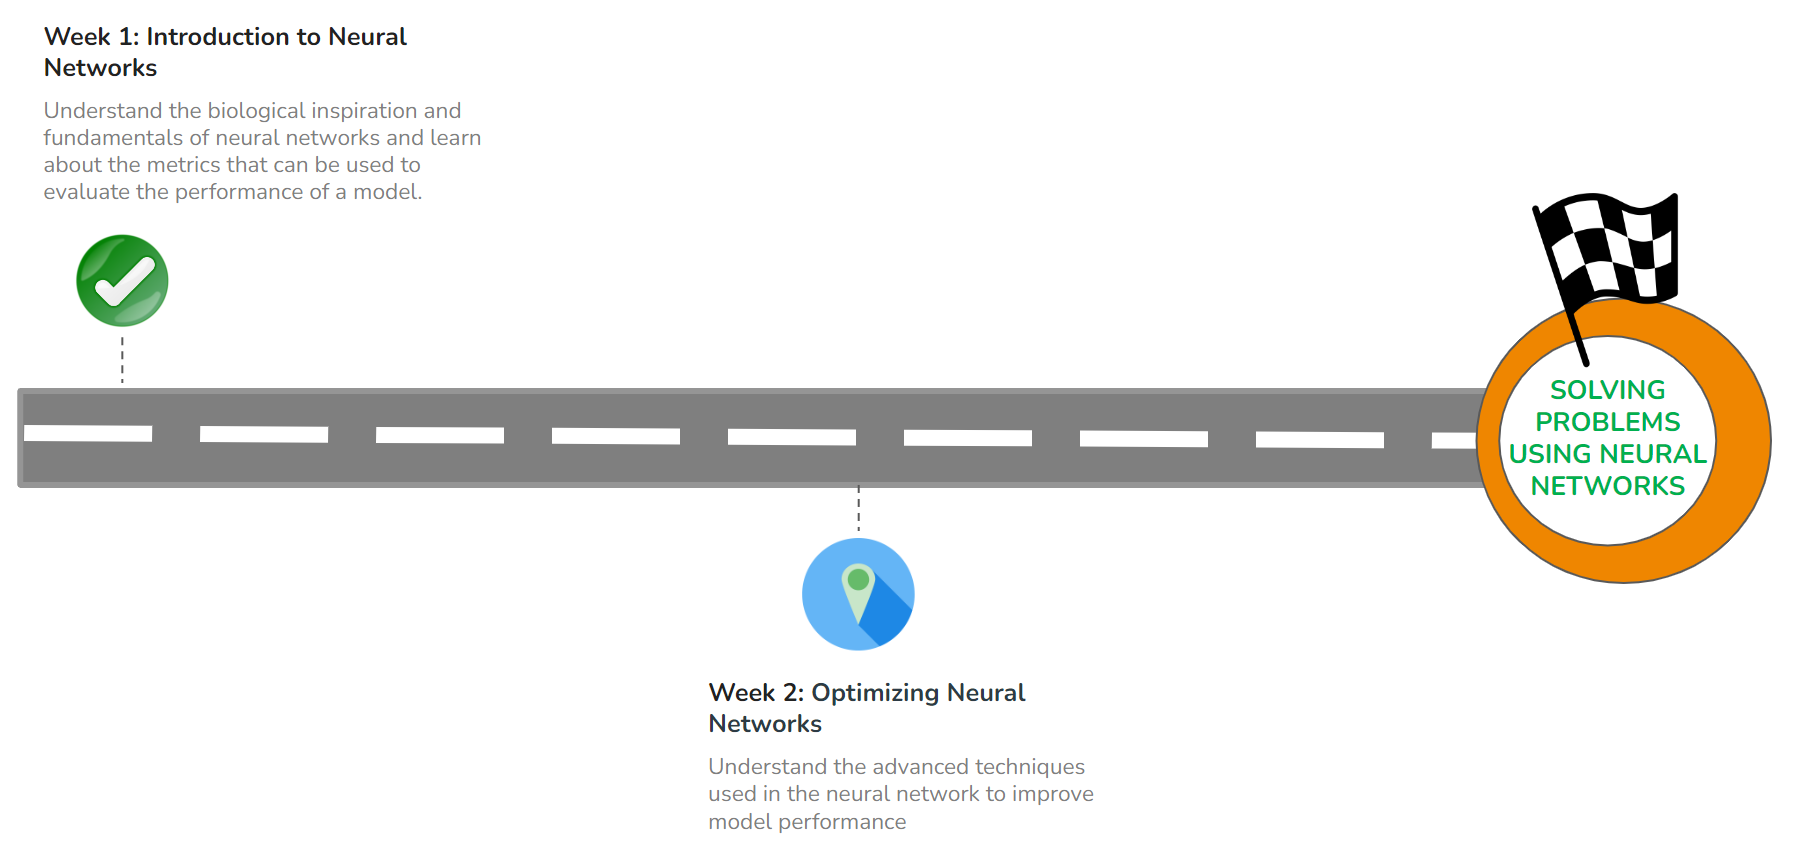 Week 1: Introduction to Neural
Networks
Understand the biological inspiration and
fundamentals of neural networks and learn
about the metrics that can be used to
evaluate the performance of a model.
SOLVING
PROBLEMS
USING NEURAL
NETWORKS
Week 2: Optimizing Neural
Networks
Understand the advanced techniques
used in the neural network to improve
model performance